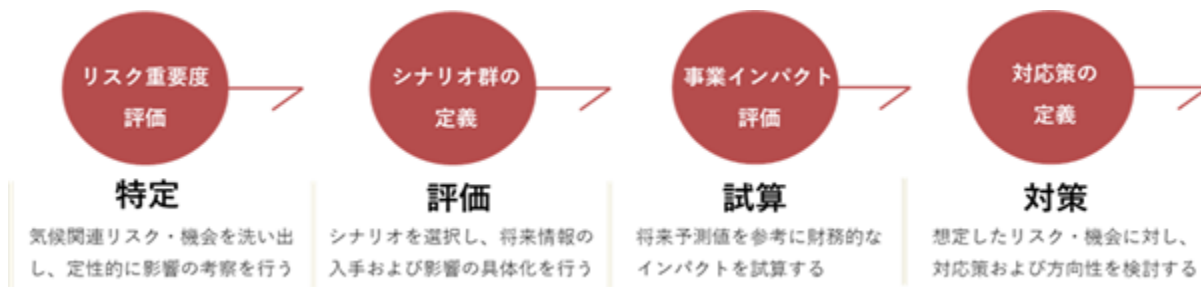 リスク重要度
評価
シナリオ群の
定義
事業インパクト
評価
対応策の
定義
特定
評価
試算
対策
気候関連リスク・機会を洗い出
し、定性的に影響の考察を行う
シナリオを選択し、将来情報の
入手および影響の具体化を行う
将来予測値を参考に財務的な
インパクトを試算する
想定したリスク・機会に対し、
対応策および方向性を検討する